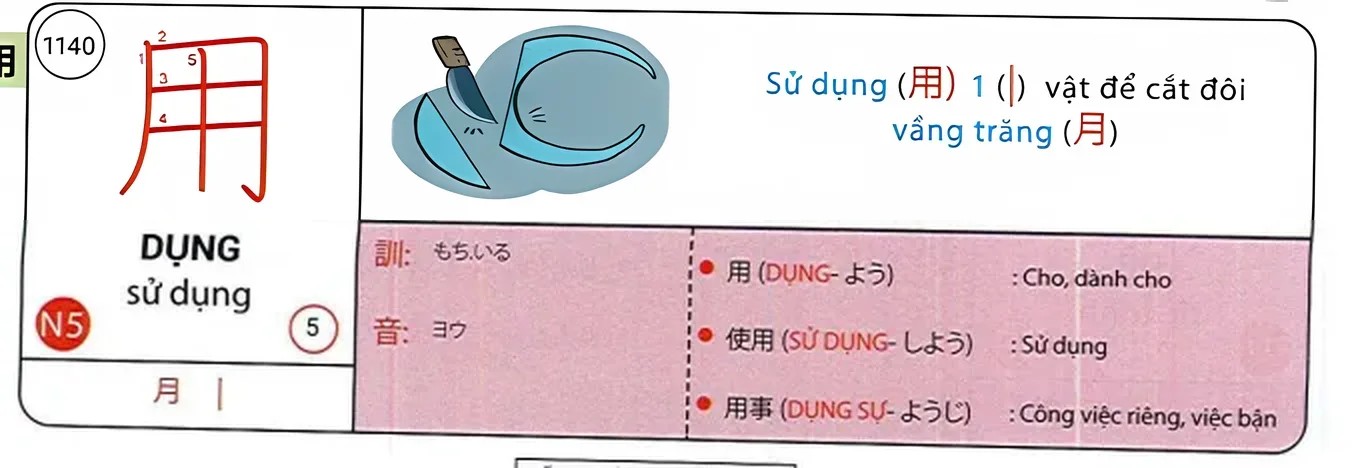 用
1140
用
1
2
3
4
5
DỤNG
sử dụng
N5
5
月 |
Sử dụng (用) 1 (|) vật để cắt đôi
vầng trăng (月)
訓: もち.いる
音: ヨウ
用 (DỤNG- よう) : Cho, dành cho
使用 (SỬ DỤNG- しよう) : Sử dụng
用事 (DỤNG SỰ- ようじ) : Công việc riêng, việc bận